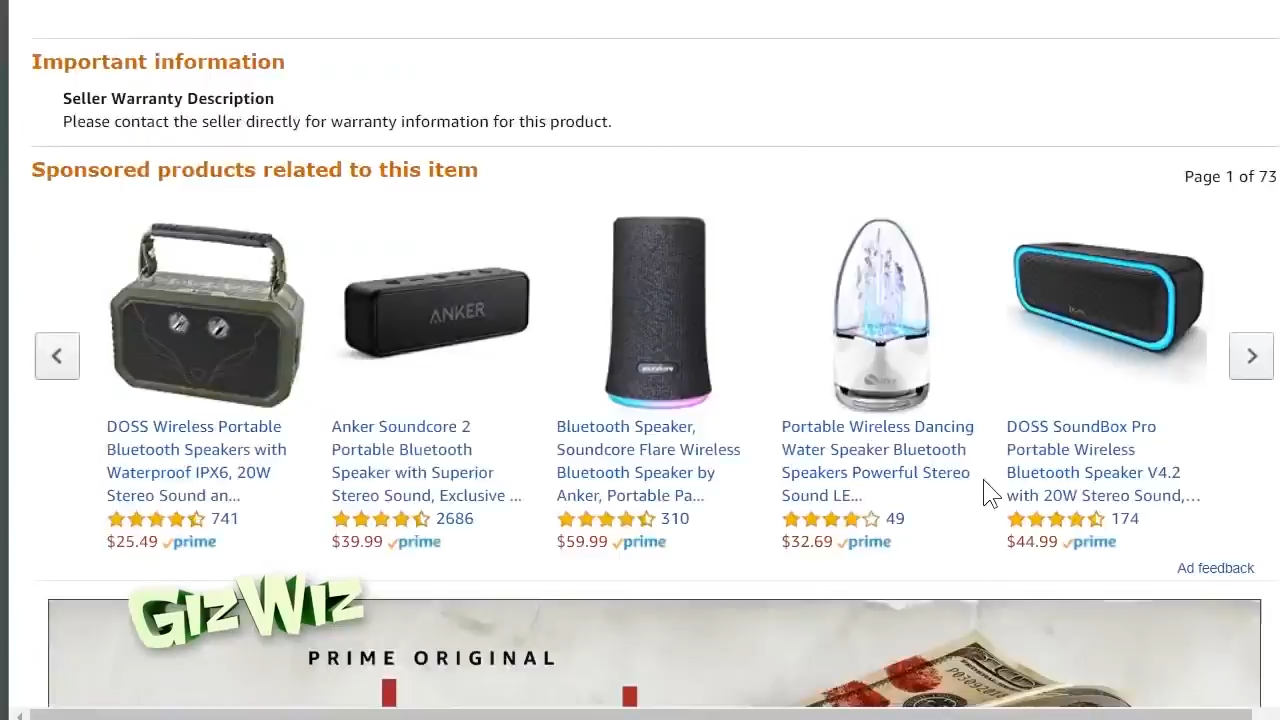 Important information
Seller Warranty Description
Please contact the seller directly for warranty information for this product.
Sponsored products related to this item
Page 1 of 73
ANKER
soundcore
DOSS Wireless Portable
Bluetooth Speakers with
Waterproof IPX6, 20W
Stereo Sound an...
741
$25.49 prime
Anker Soundcore 2
Portable Bluetooth
Speaker with Superior
Stereo Sound, Exclusive ...
2686
$39.99 prime
Bluetooth Speaker,
Soundcore Flare Wireless
Bluetooth Speaker by
Anker, Portable Pa...
310
$59.99 prime
Portable Wireless Dancing
Water Speaker Bluetooth
Speakers Powerful Stereo
Sound LE...
49
$32.69 prime
DOSS SoundBox Pro
Portable Wireless
Bluetooth Speaker V4.2
with 20W Stereo Sound,...
174
$44.99 prime
Ad feedback
GizWiz
PRIME ORIGINAL